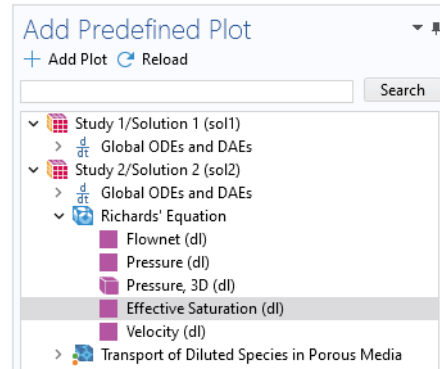 Add Predefined Plot
Add Plot Reload
Search
Study 1/Solution 1 (sol1)
d/dt Global ODEs and DAEs
Study 2/Solution 2 (sol2)
d/dt Global ODEs and DAEs
Richards' Equation
Flownet (dl)
Pressure (dl)
Pressure, 3D (dl)
Effective Saturation (dl)
Velocity (dl)
Transport of Diluted Species in Porous Media